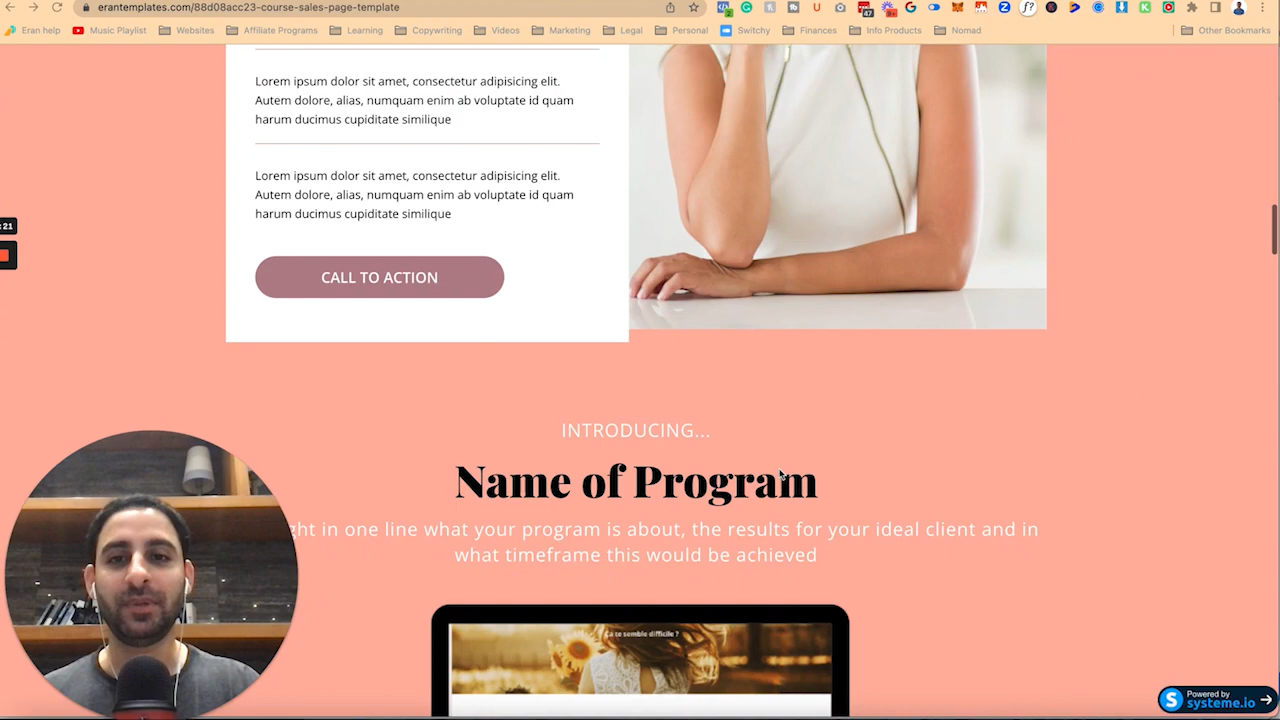 erantemplates.com/88d08acc23-course-sales-page-template
Eran help
Music Playlist
Websites
Affiliate Programs
Learning
Copywriting
Videos
Marketing
Legal
Personal
Switchy
Finances
Info Products
Nomad
Other Bookmarks
Lorem ipsum dolor sit amet, consectetur adipisicing elit.
Autem dolore, alias, numquam enim ab voluptate id quam
harum ducimus cupiditate similique
Lorem ipsum dolor sit amet, consectetur adipisicing elit.
Autem dolore, alias, numquam enim ab voluptate id quam
harum ducimus cupiditate similique
:21
CALL TO ACTION
INTRODUCING...
Name of Program
ght in one line what your program is about, the results for your ideal client and in
what timeframe this would be achieved
Ca te semble difficile ?
Powered by
systeme.io